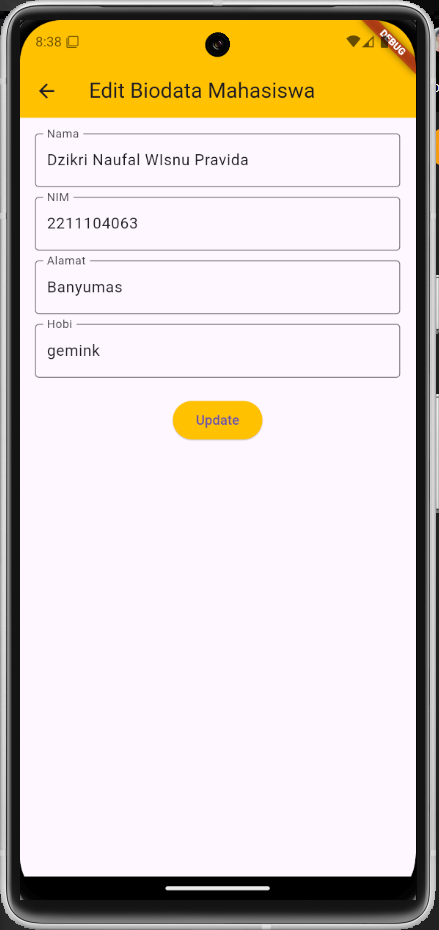 8:38
DEBUG
Edit Biodata Mahasiswa
Nama
Dzikri Naufal WIsnu Pravida
NIM
2211104063
Alamat
Banyumas
Hobi
gemink
Update